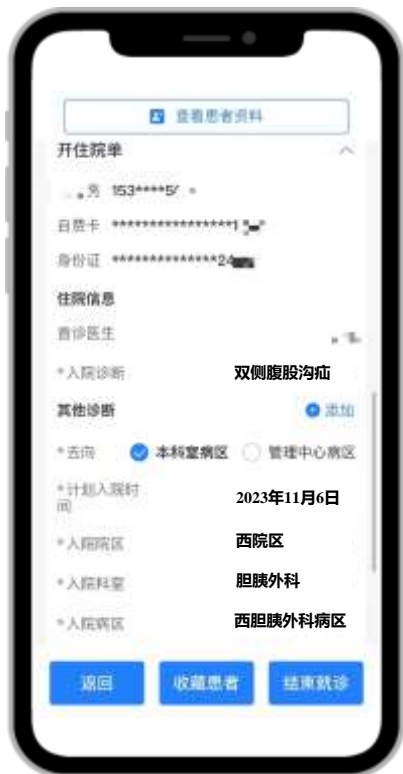 查看患者资料
开住院单
男 153****5
自费卡 *****************1
身份证 **************24
住院信息
首诊医生
*入院诊断 双侧腹股沟疝
其他诊断 添加
*去向 本科室病区 管理中心病区
*计划入院时间 2023年11月6日
*入院院区 西院区
*入院科室 胆胰外科
*入院病区 西胆胰外科病区
返回 收藏患者 结束就诊